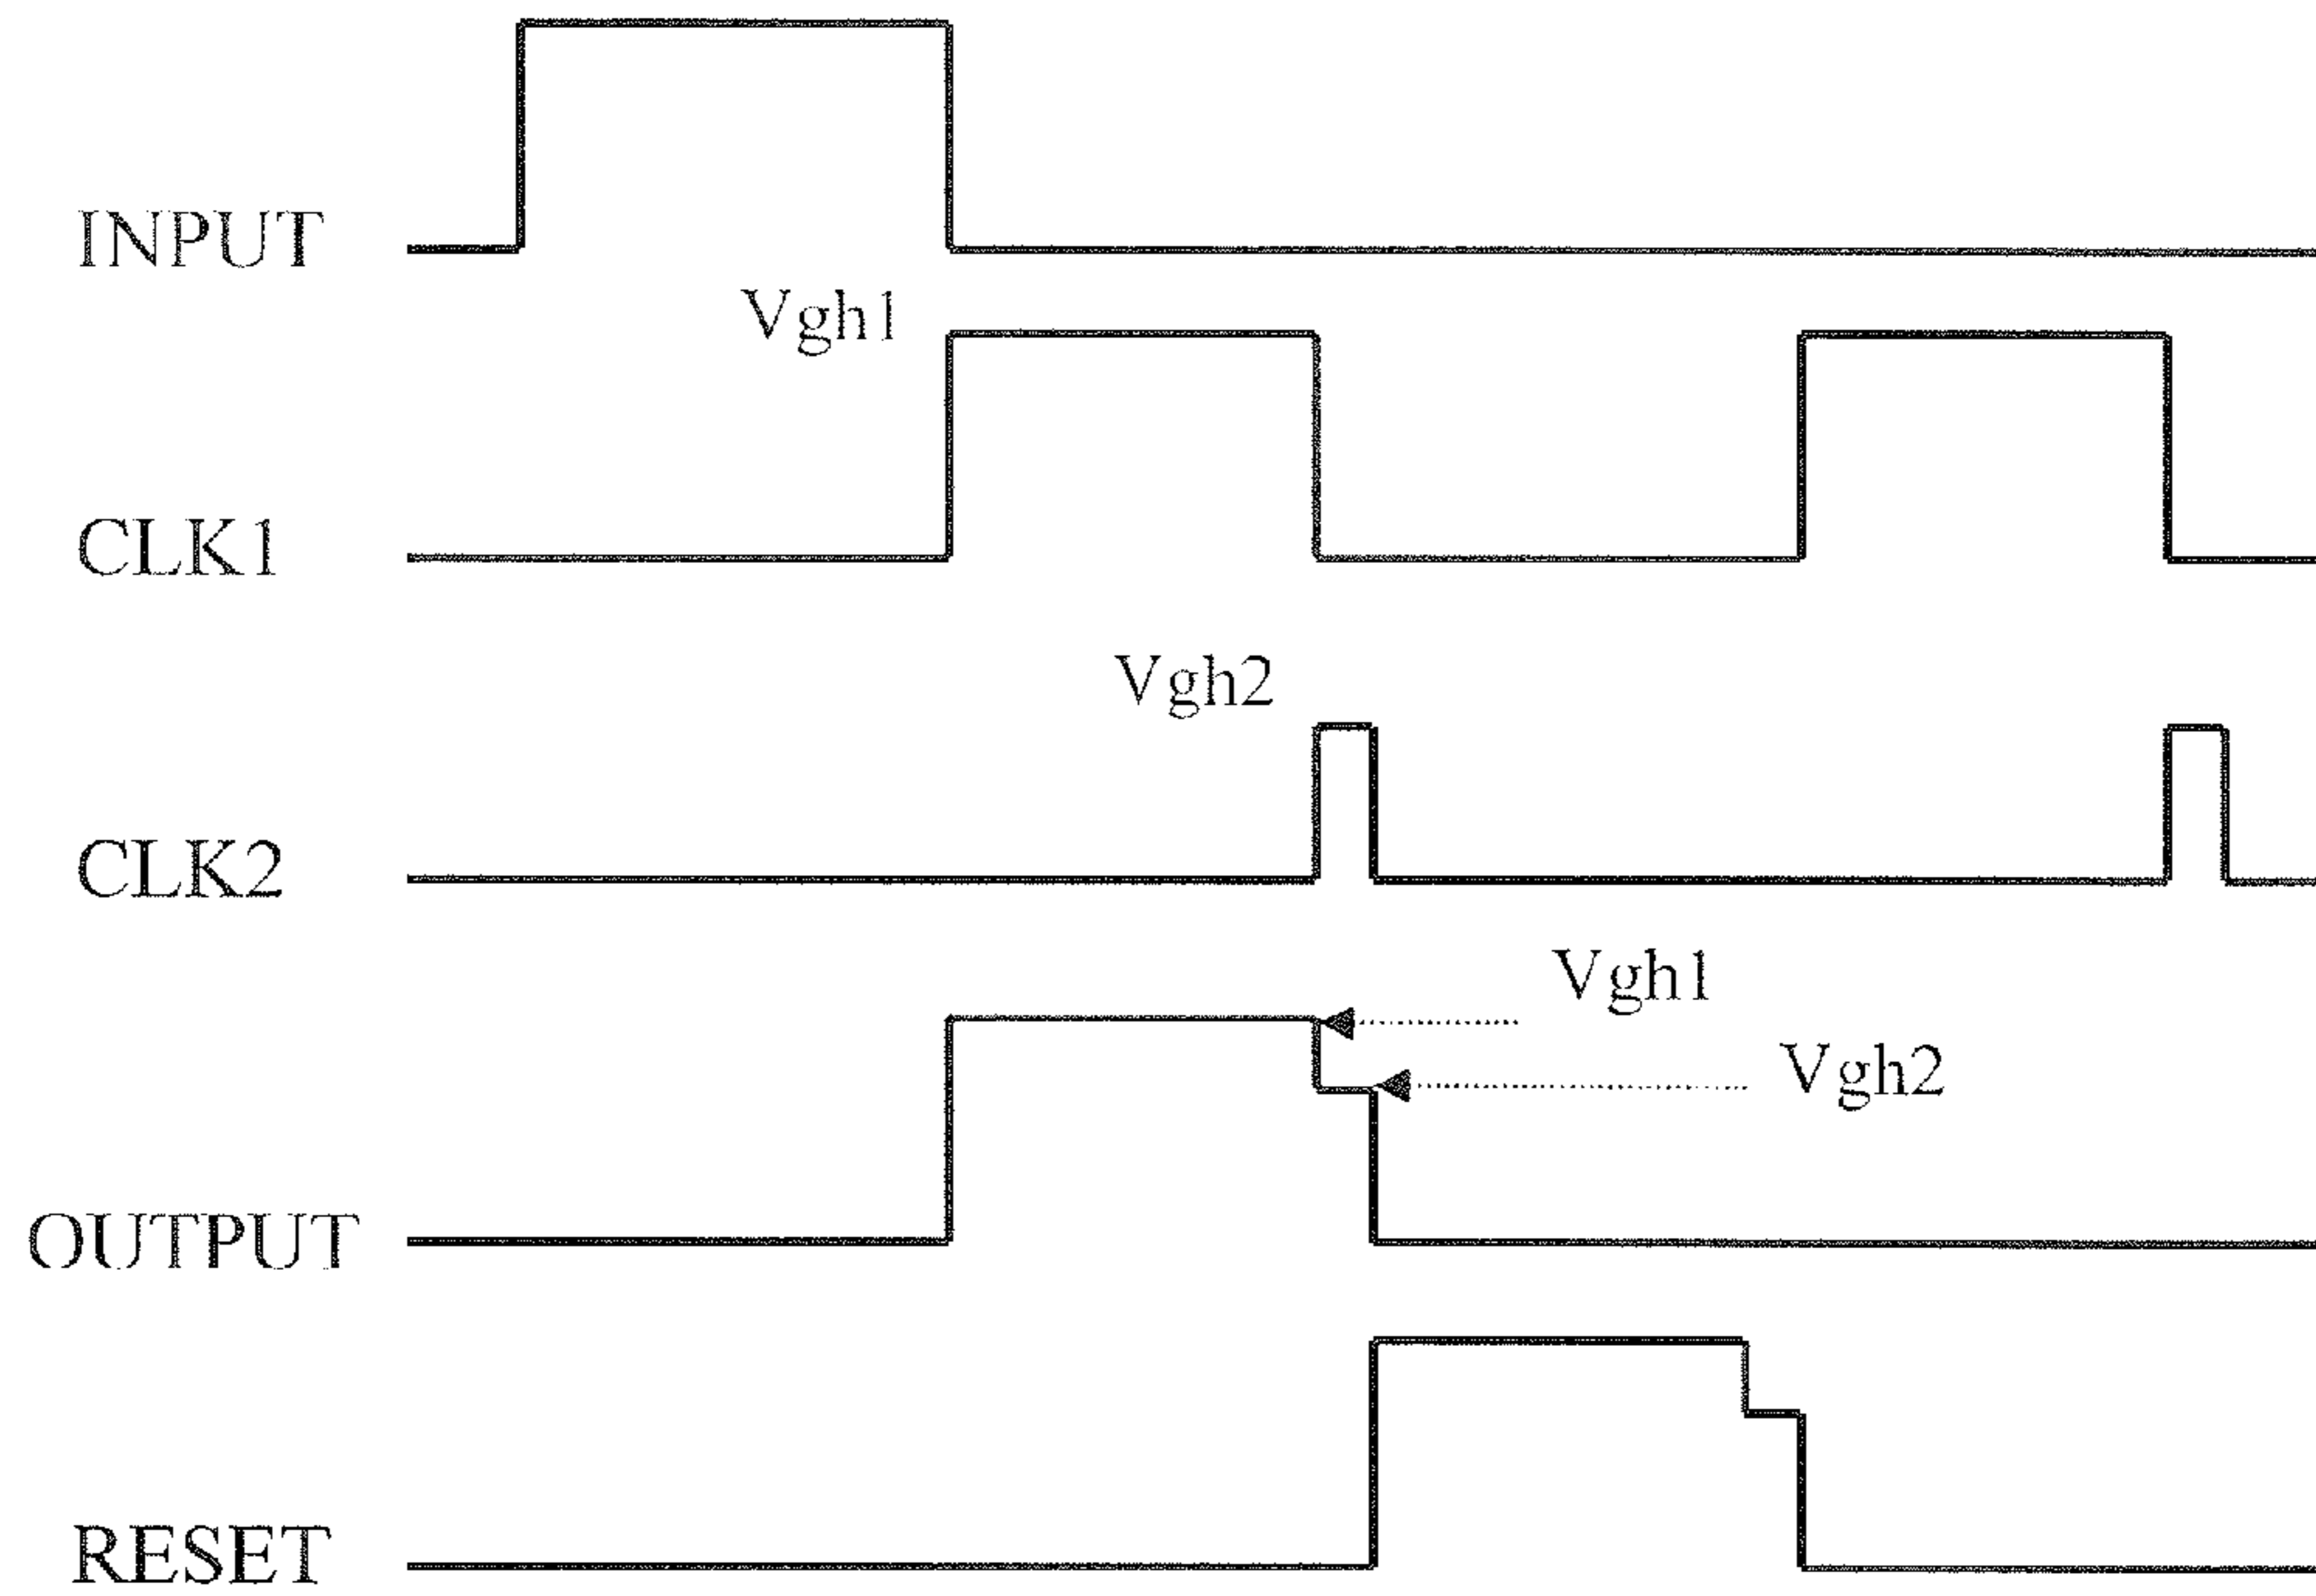 INPUT
Vgh1
CLK1
Vgh2
CLK2
Vgh1
Vgh2
OUTPUT
RESET